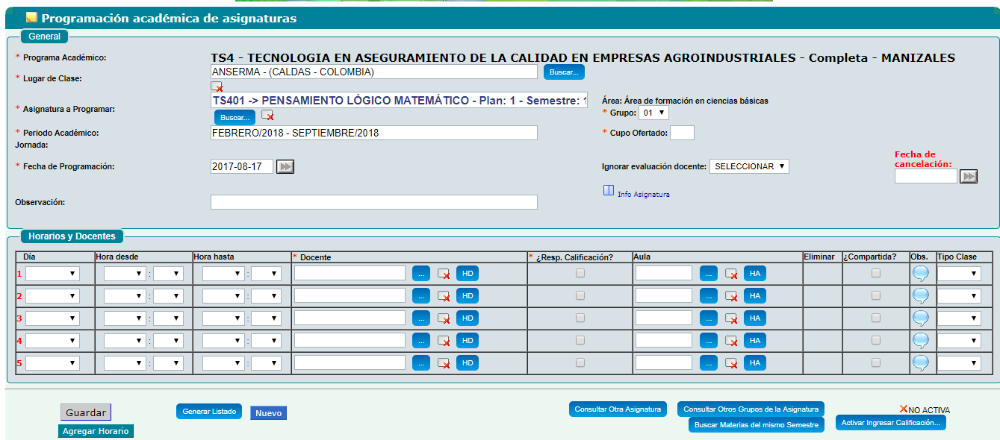 Programación académica de asignaturas
General
* Programa Académico: TS4 - TECNOLOGIA EN ASEGURAMIENTO DE LA CALIDAD EN EMPRESAS AGROINDUSTRIALES - Completa - MANIZALES
* Lugar de Clase: ANSERMA - (CALDAS - COLOMBIA) Buscar...
* Asignatura a Programar: TS401 -> PENSAMIENTO LÓGICO MATEMÁTICO - Plan: 1 - Semestre: 1 Área: Área de formación en ciencias básicas
Buscar... * Grupo: 01
* Periodo Académico: FEBRERO/2018 - SEPTIEMBRE/2018 * Cupo Ofertado:
Jornada:
* Fecha de Programación: 2017-08-17 Ignorar evaluación docente: SELECCIONAR Fecha de cancelación:
Info Asignatura
Observación:
Horarios y Docentes
Día Hora desde Hora hasta * Docente * ¿Resp. Calificación? Aula Eliminar ¿Compartida? Obs. Tipo Clase
1 : : ... HD ... HA
2 : : ... HD ... HA
3 : : ... HD ... HA
4 : : ... HD ... HA
5 : : ... HD ... HA
Guardar Generar Listado Nuevo Consultar Otra Asignatura Consultar Otros Grupos de la Asignatura NO ACTIVA
Agregar Horario Buscar Materias del mismo Semestre Activar Ingresar Calificación...